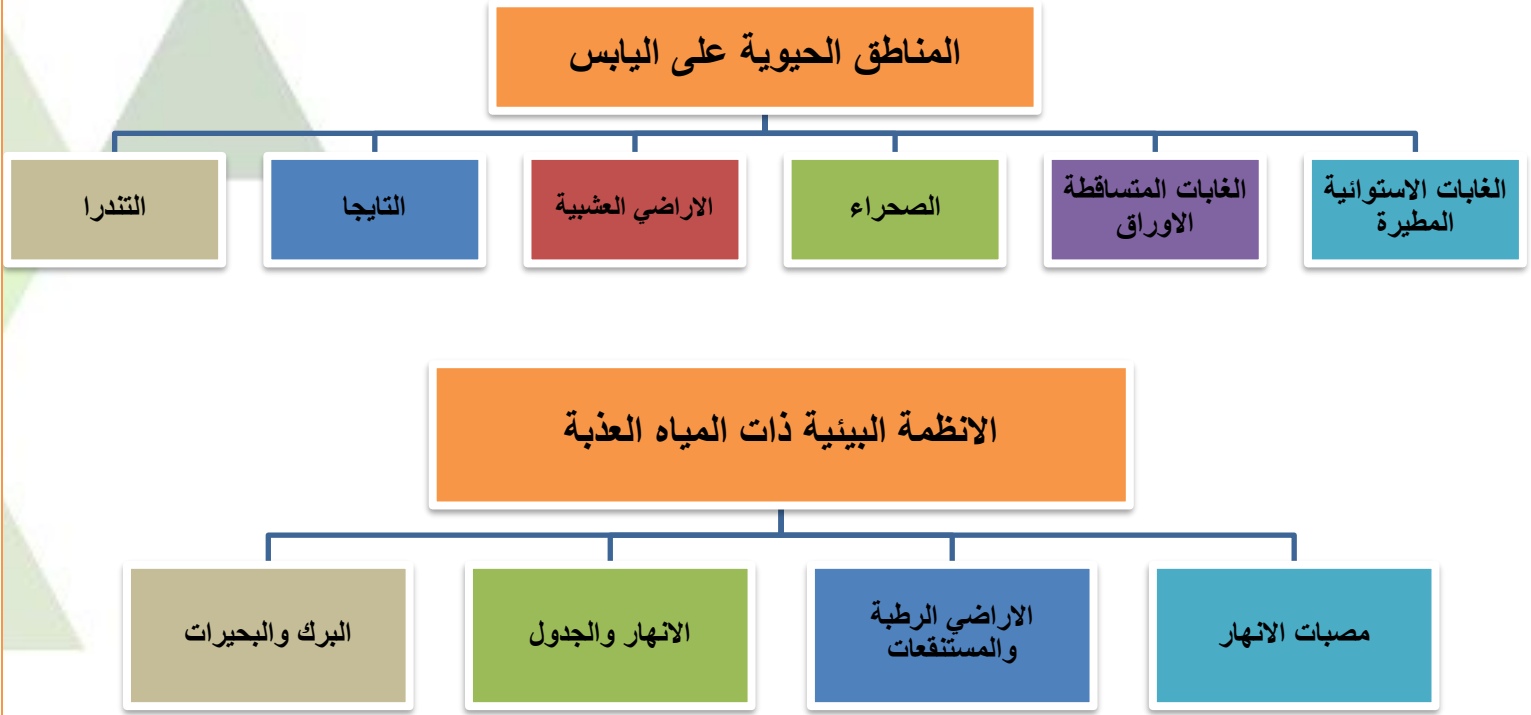 المناطق الحيوية على اليابس
الغابات الاستوائية
المطيرة
الغابات المتساقطة
الاوراق
الصحراء
الاراضي العشبية
التايجا
التندرا
الانظمة البيئية ذات المياه العذبة
مصبات الانهار
الاراضي الرطبة
والمستنقعات
الانهار والجدول
البرك والبحيرات